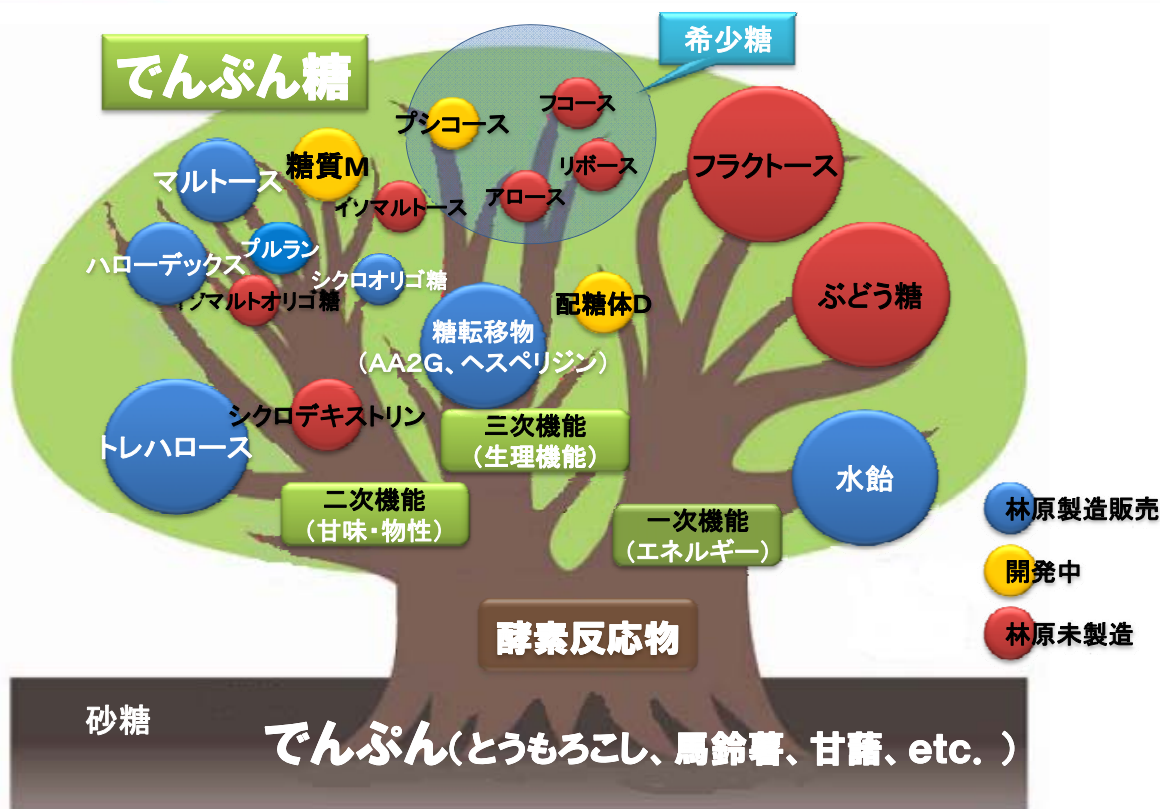 希少糖
でんぷん糖
フコース
プシコース
糖質M
マルトース
リボース
フラクトース
アロース
イソマルトース
プルラン
ハローデックス
シクロオリゴ糖
イソマルトオリゴ糖
配糖体D
ぶどう糖
糖転移物
（AA2G、ヘスペリジン）
シクロデキストリン
トレハロース
三次機能
（生理機能）
水飴
二次機能
（甘味・物性）
一次機能
（エネルギー）
林原製造販売
開発中
林原未製造
酵素反応物
砂糖
でんぷん（とうもろこし、馬鈴薯、甘藷、etc. ）